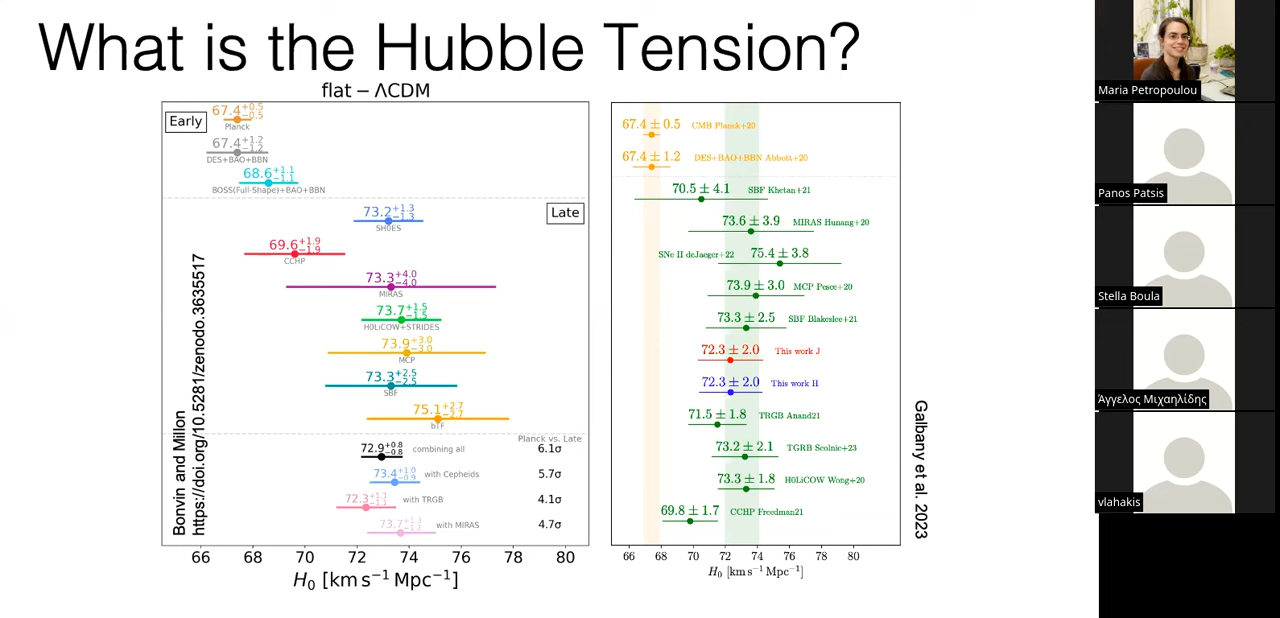 What is the Hubble Tension?
flat − ΛCDM
Early
67.4+0.5−0.5
Planck
67.4+1.2−1.2
DES+BAO+BBN
68.6+1.1−1.1
BOSS(Full-Shape)+BAO+BBN
Late
73.2+1.3−1.3
SH0ES
69.6+1.9−1.9
CCHP
73.3+4.0−4.0
MIRAS
73.7+1.5−1.5
H0LiCOW+STRIDES
73.9+3.0−3.0
MCP
73.3+2.5−2.5
SBF
75.1+2.7−2.7
bTF
Planck vs. Late
72.9+0.8−0.8 combining all 6.1σ
73.4+1.0−0.9 with Cepheids 5.7σ
72.3 with TRGB 4.1σ
73.7 with MIRAS 4.7σ
66 68 70 72 74 76 78 80
H0 [km s−1 Mpc−1]
Bonvin and Millon
https://doi.org/10.5281/zenodo.3635517
67.4 ± 0.5 CMB Planck+20
67.4 ± 1.2 DES+BAO+BBN Abbott+20
70.5 ± 4.1 SBF Khetan+21
73.6 ± 3.9 MIRAS Hunang+20
SNe II deJaeger+22 75.4 ± 3.8
73.9 ± 3.0 MCP Pesce+20
73.3 ± 2.5 SBF Blakeslee+21
72.3 ± 2.0 This work J
72.3 ± 2.0 This work H
71.5 ± 1.8 TRGB Anand21
73.2 ± 2.1 TGRB Scolnic+23
73.3 ± 1.8 H0LiCOW Wong+20
69.8 ± 1.7 CCHP Freedman21
66 68 70 72 74 76 78 80
H0 [km s−1 Mpc−1]
Galbany et al. 2023
Maria Petropoulou
Panos Patsis
Stella Boula
Άγγελος Μιχαηλίδης
vlahakis